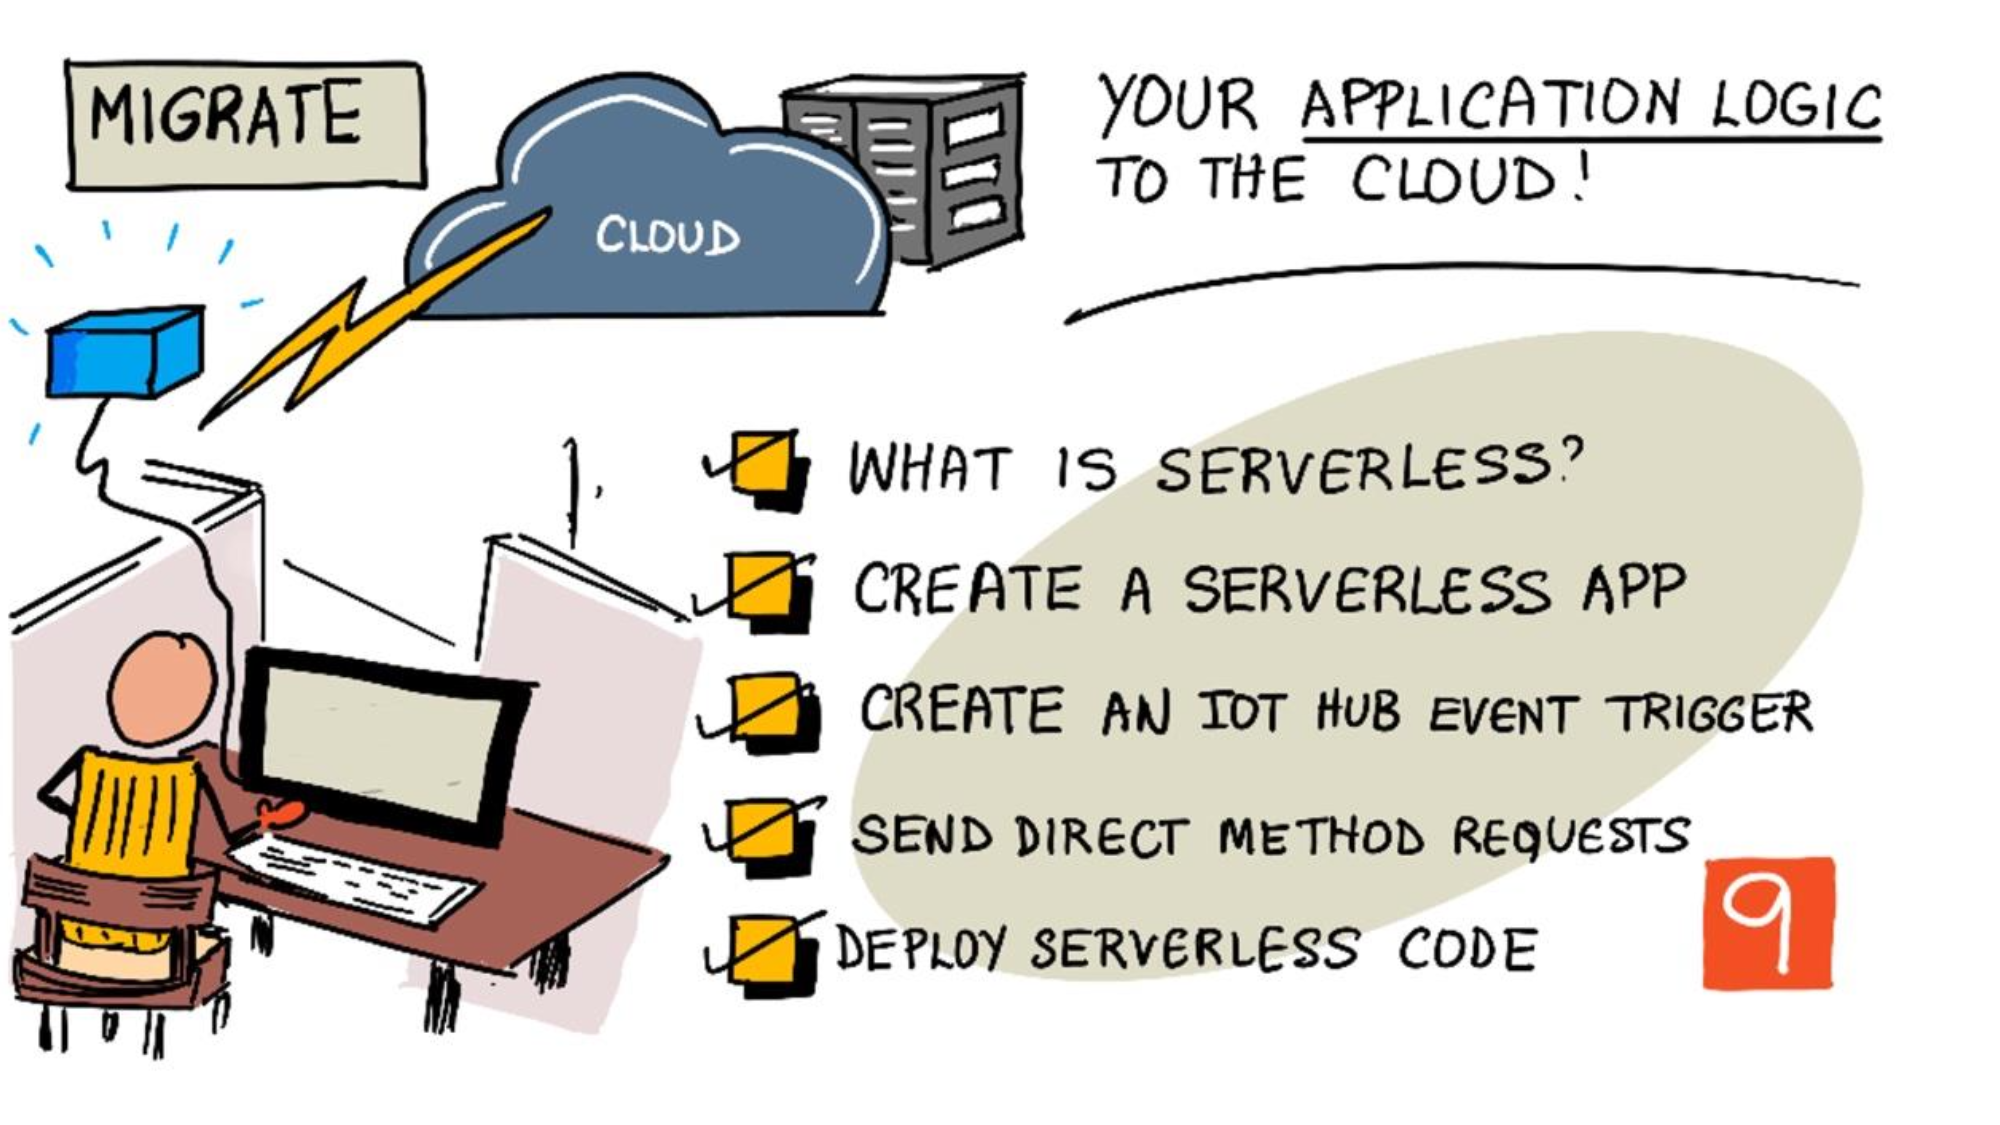 MIGRATE
CLOUD
YOUR APPLICATION LOGIC
TO THE CLOUD!
WHAT IS SERVERLESS?
CREATE A SERVERLESS APP
CREATE AN IOT HUB EVENT TRIGGER
SEND DIRECT METHOD REQUESTS
DEPLOY SERVERLESS CODE
9